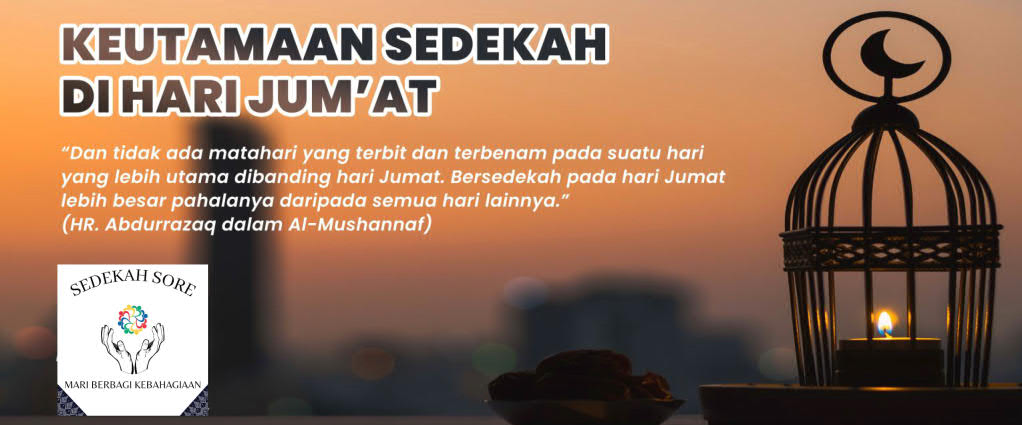 KEUTAMAAN SEDEKAH
DI HARI JUM'AT
“Dan tidak ada matahari yang terbit dan terbenam pada suatu hari
yang lebih utama dibanding hari Jumat. Bersedekah pada hari Jumat
lebih besar pahalanya daripada semua hari lainnya.”
(HR. Abdurrazaq dalam Al-Mushannaf)
SEDEKAH SORE
MARI BERBAGI KEBAHAGIAAN